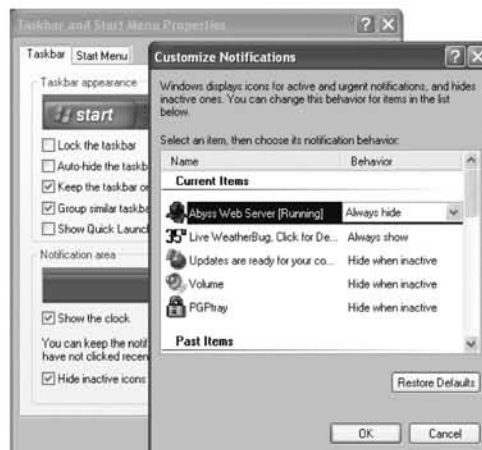 Taskbar and Start Menu Properties
Taskbar
Start Menu
Taskbar appearance
start
Lock the taskbar
Auto-hide the taskb
Keep the taskbar or
Group similar taskba
Show Quick Launc
Notification area
Show the clock
You can keep the notif
have not clicked recen
Hide inactive icons
Customize Notifications
Windows displays icons for active and urgent notifications, and hides
inactive ones. You can change this behavior for items in the list
below.
Select an item, then choose its notification behavior:
Name Behavior
Current Items
Abyss Web Server [Running] Always hide
35° Live WeatherBug, Click for De... Always show
Updates are ready for your co... Hide when inactive
Volume Hide when inactive
PGPtray Hide when inactive
Past Items
Restore Defaults
OK Cancel